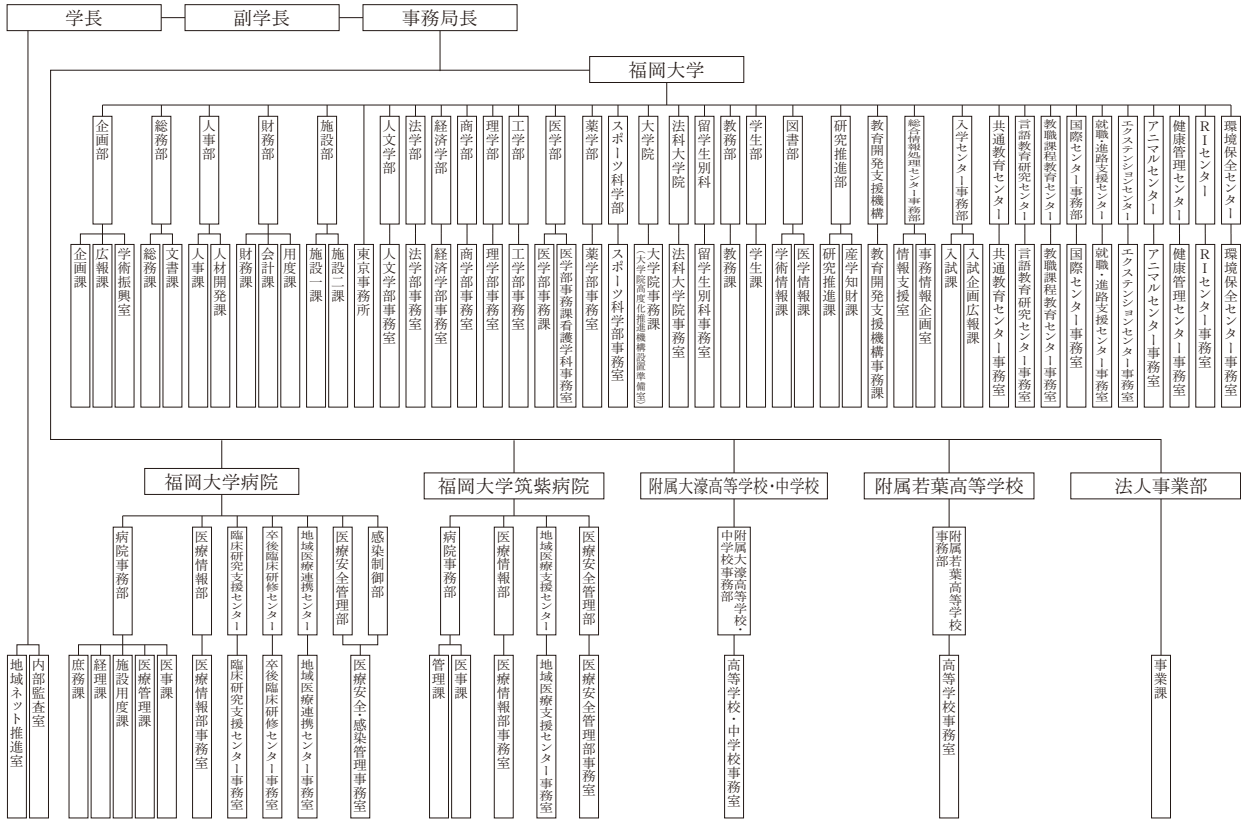 学長
副学長
事務局長
福岡大学
企画部
総務部
人事部
財務部
施設部
人文学部
法学部
経済学部
商学部
理学部
工学部
医学部
薬学部
スポーツ科学部
大学院
法科大学院
留学生別科
教務部
学生部
図書部
研究推進部
教育開発支援機構
総合情報処理センター事務部
入学センター事務部
共通教育センター
言語教育研究センター
教職課程教育センター
国際センター事務部
就職・進路支援センター
エクステンションセンター
アニマルセンター
健康管理センター
RIセンター
環境保全センター
企画課
広報課
学術振興室
総務課
文書課
人事課
人材開発課
財務課
会計課
用度課
施設一課
施設二課
東京事務所
人文学部事務室
法学部事務室
経済学部事務室
商学部事務室
理学部事務室
工学部事務室
医学部事務課
医学部事務課看護学科事務室
薬学部事務室
スポーツ科学部事務室
大学院事務課
(大学院高度化推進機構設置準備室)
法科大学院事務室
留学生別科事務室
教務課
学生課
学術情報課
医学情報課
研究推進課
産学知財課
教育開発支援機構事務課
情報支援室
事務情報企画室
入試課
入試企画広報課
共通教育センター事務室
言語教育研究センター事務室
教職課程教育センター事務室
国際センター事務室
就職・進路支援センター事務室
エクステンションセンター事務室
アニマルセンター事務室
健康管理センター事務室
RIセンター事務室
環境保全センター事務室
福岡大学病院
福岡大学筑紫病院
附属大濠高等学校・中学校
附属若葉高等学校
法人事業部
病院事務部
医療情報部
臨床研究支援センター
卒後臨床研修センター
地域医療連携センター
医療安全管理部
感染制御部
病院事務部
医療情報部
地域医療支援センター
医療安全管理部
附属大濠高等学校・
中学校事務部
附属若葉高等学校
事務部
地域ネット推進室
内部監査室
庶務課
経理課
施設用度課
医療管理課
医事課
医療情報部事務室
臨床研究支援センター事務室
卒後臨床研修センター事務室
地域医療連携センター事務室
医療安全・感染管理事務室
管理課
医事課
医療情報部事務室
地域医療支援センター事務室
医療安全管理部事務室
高等学校・中学校事務室
高等学校事務室
事業課